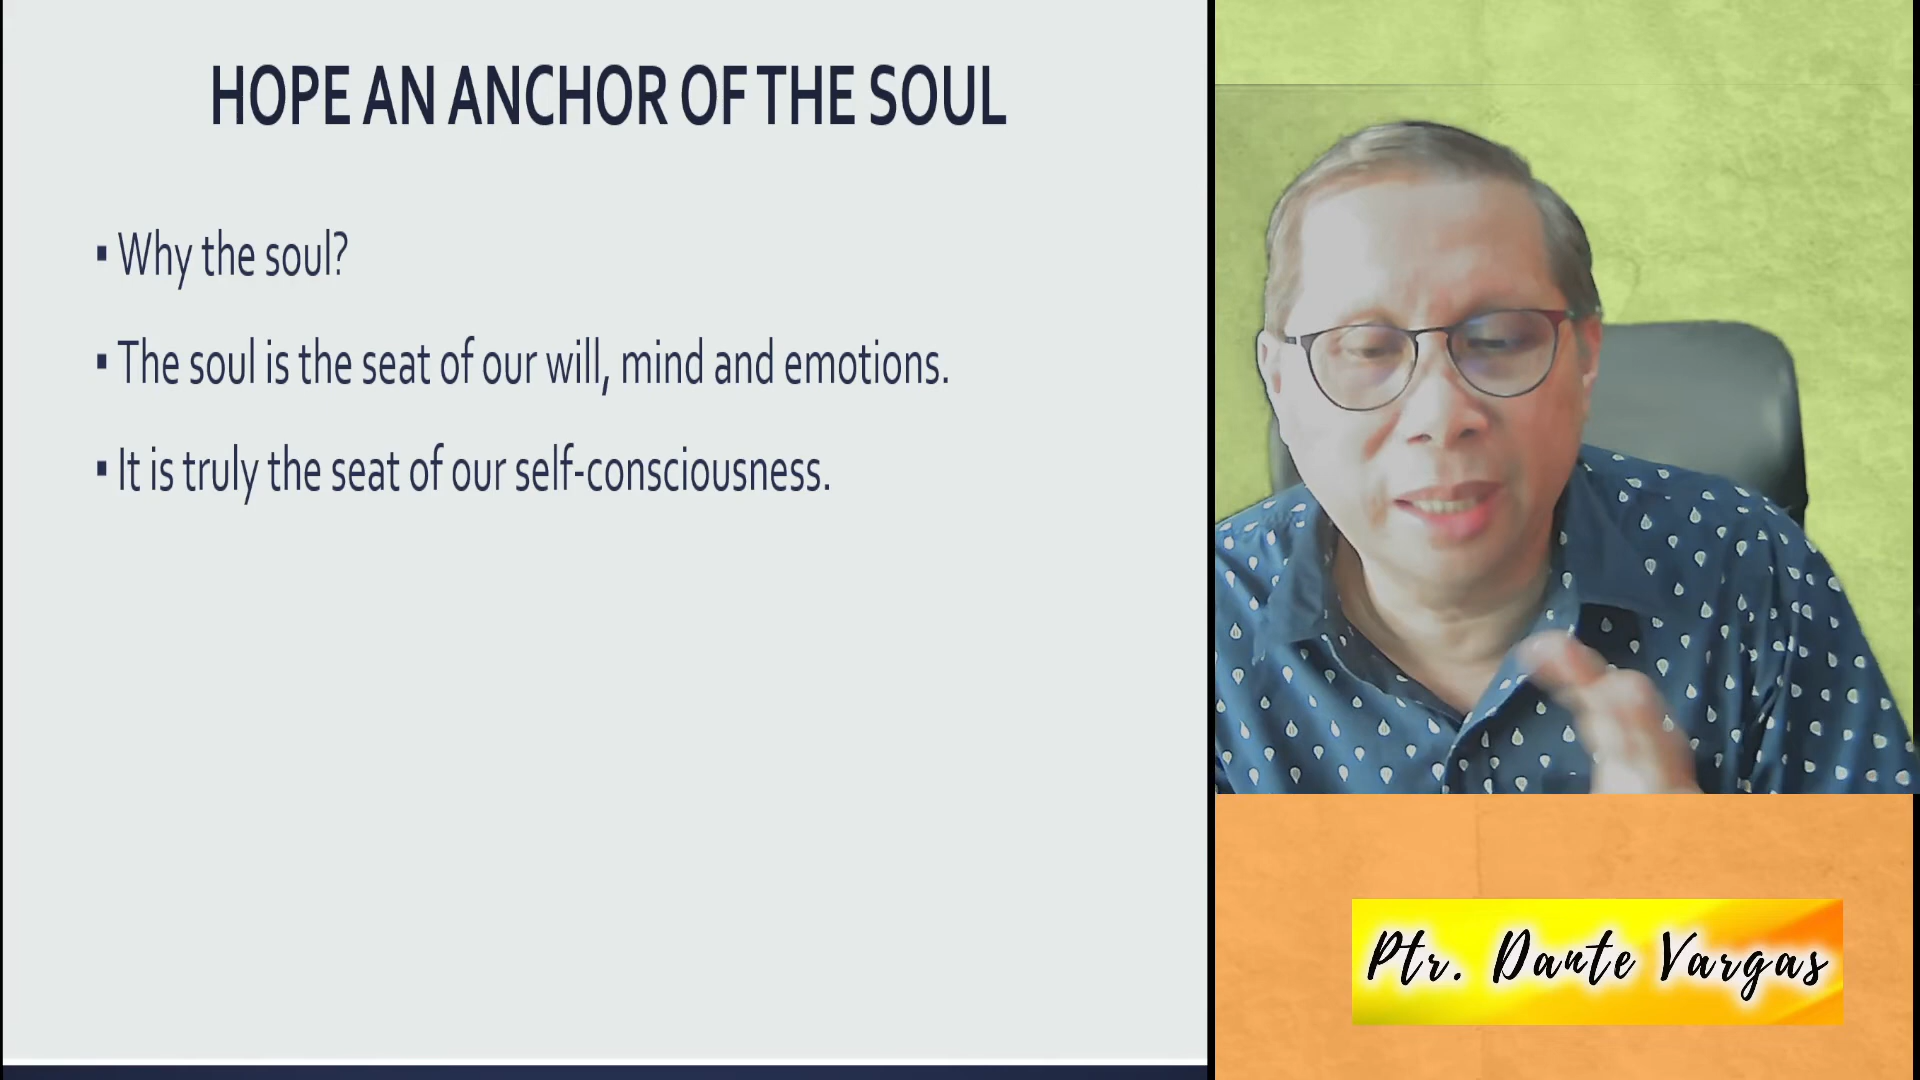 HOPE AN ANCHOR OF THE SOUL
▪ Why the soul?
▪ The soul is the seat of our will, mind and emotions.
▪ It is truly the seat of our self-consciousness.
Ptr. Dante Vargas